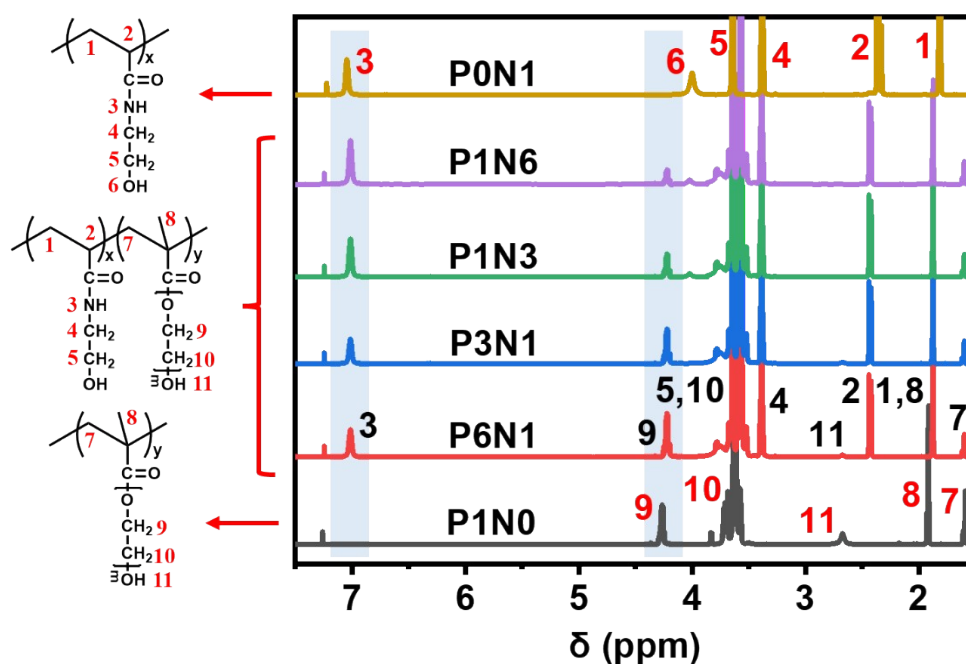 1
2
x
C=O
3 NH
4 CH2
5 CH2
6 OH
1
2
7
8
x
y
C=O
C=O
3 NH
O
4 CH2
CH2 9
5 CH2
CH2 10
OH
m
OH 11
7
8
y
C=O
O
CH2 9
CH2 10
m
OH 11
3
P0N1
6
5
4
2
1
P1N6
P1N3
P3N1
3
P6N1
9
5,10
4
11
2
1,8
7
P1N0
9
10
11
8
7
7
6
5
4
3
2
δ (ppm)